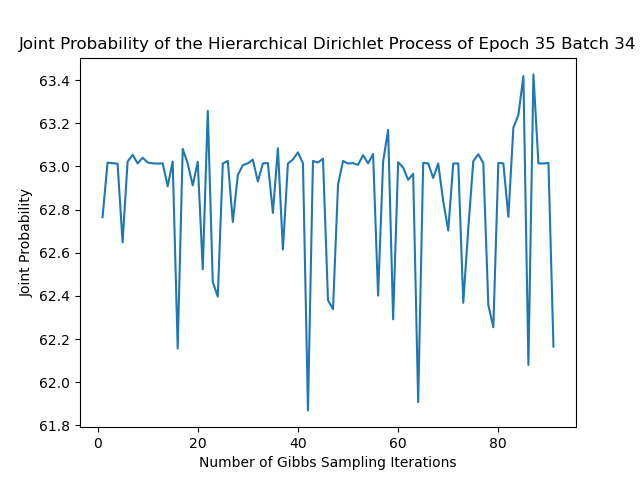 Joint Probability of the Hierarchical Dirichlet Process of Epoch 35 Batch 34
63.4
63.2
63.0
62.8
62.6
62.4
62.2
62.0
61.8
Joint Probability
0 20 40 60 80
Number of Gibbs Sampling Iterations